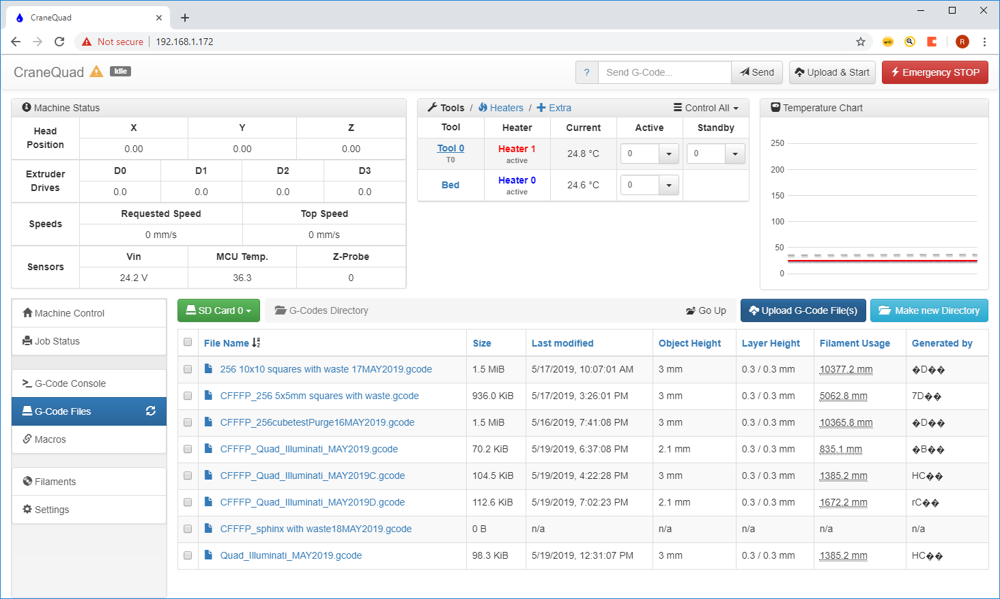 CraneQuad
Not secure 192.168.1.172
R
CraneQuad Idle ? Send G-Code... Send Upload & Start Emergency STOP
Machine Status
Head Position X Y Z
0.00 0.00 0.00
Extruder Drives D0 D1 D2 D3
0.0 0.0 0.0 0.0
Speeds Requested Speed Top Speed
0 mm/s 0 mm/s
Sensors Vin MCU Temp. Z-Probe
24.2 V 36.3 0
Tools / Heaters / Extra Control All
Tool Heater Current Active Standby
Tool 0 Heater 1 24.8 °C 0 0
T0 active
Bed Heater 0 24.6 °C 0
active
Temperature Chart
250
200
150
100
50
0
Machine Control
Job Status
G-Code Console
G-Code Files
Macros
Filaments
Settings
SD Card 0 G-Codes Directory Go Up Upload G-Code File(s) Make new Directory
File Name Size Last modified Object Height Layer Height Filament Usage Generated by
256 10x10 squares with waste 17MAY2019.gcode 1.5 MiB 5/17/2019, 10:07:01 AM 3 mm 0.3 / 0.3 mm 10377.2 mm �D��
CFFFP_256 5x5mm squares with waste.gcode 936.0 KiB 5/17/2019, 3:26:01 PM 3 mm 0.3 / 0.3 mm 5062.8 mm 7D��
CFFFP_256cubetestPurge16MAY2019.gcode 1.5 MiB 5/16/2019, 7:41:08 PM 3 mm 0.3 / 0.3 mm 10365.8 mm �D��
CFFFP_Quad_Illuminati_MAY2019.gcode 70.2 KiB 5/19/2019, 6:37:08 PM 2.1 mm 0.3 / 0.3 mm 835.1 mm �B��
CFFFP_Quad_Illuminati_MAY2019C.gcode 104.5 KiB 5/19/2019, 4:22:28 PM 3 mm 0.3 / 0.3 mm 1385.2 mm HC��
CFFFP_Quad_Illuminati_MAY2019D.gcode 112.6 KiB 5/19/2019, 7:02:23 PM 2.1 mm 0.3 / 0.3 mm 1672.2 mm rC��
CFFFP_sphinx with waste18MAY2019.gcode 0 B n/a n/a n/a n/a n/a
Quad_Illuminati_MAY2019.gcode 98.3 KiB 5/19/2019, 12:31:07 PM 3 mm 0.3 / 0.3 mm 1385.2 mm HC��